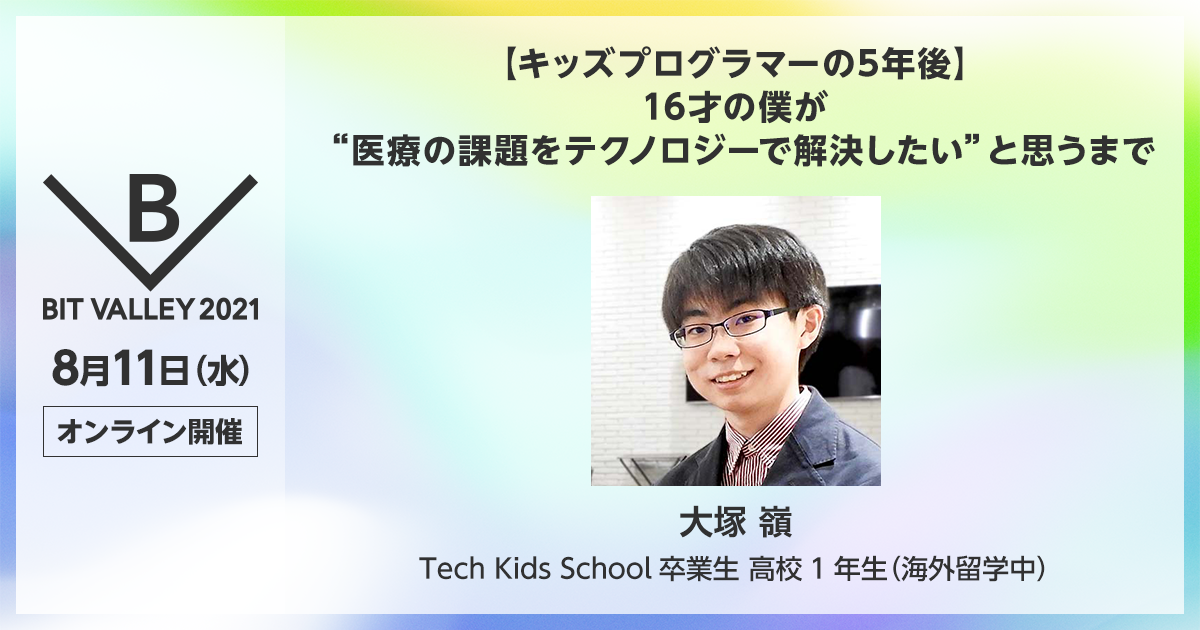 B
BIT VALLEY 2021
8月11日（水）
オンライン開催
【キッズプログラマーの5年後】
16才の僕が
“医療の課題をテクノロジーで解決したい”と思うまで
大塚 嶺
Tech Kids School 卒業生 高校 1 年生（海外留学中）